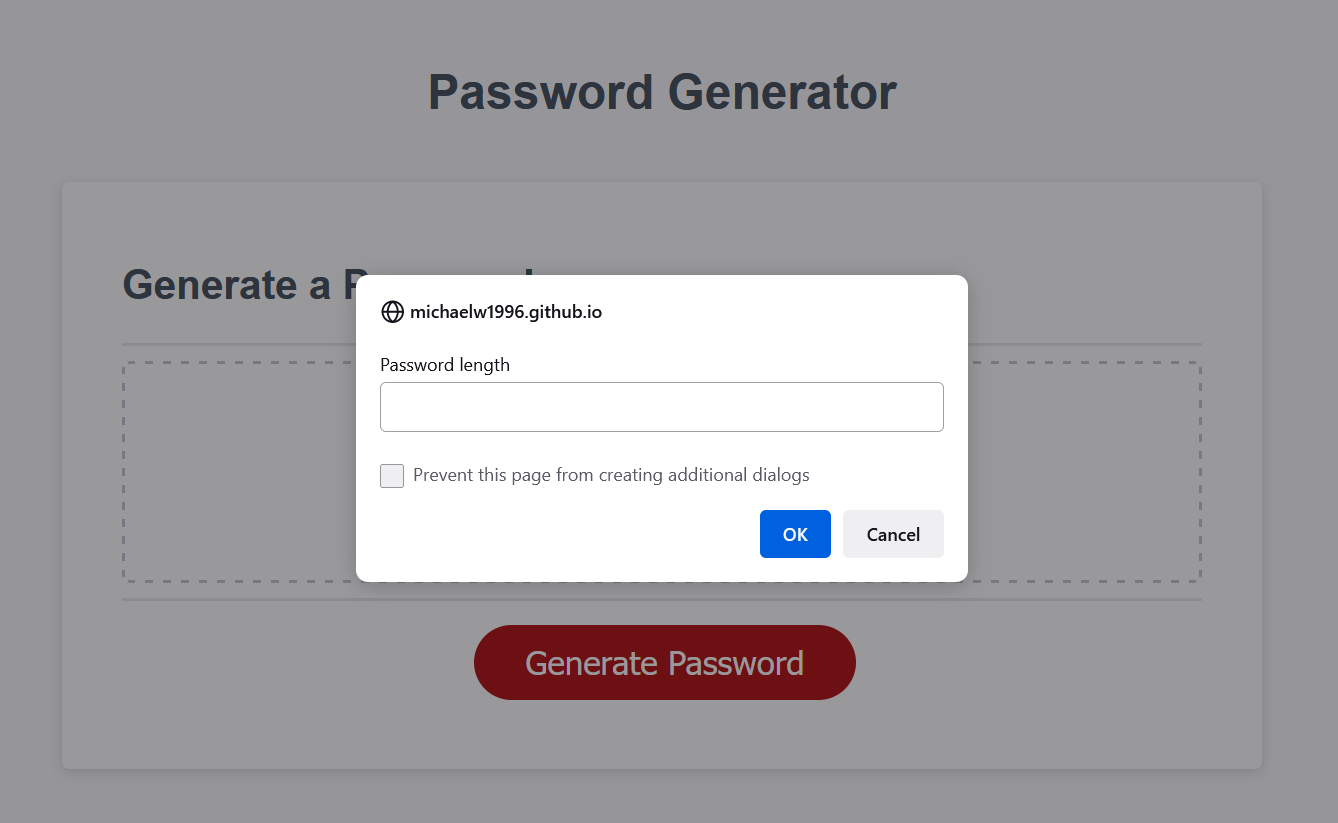 Password Generator
Generate a
michaelw1996.github.io
Password length
Prevent this page from creating additional dialogs
OK
Cancel
Generate Password